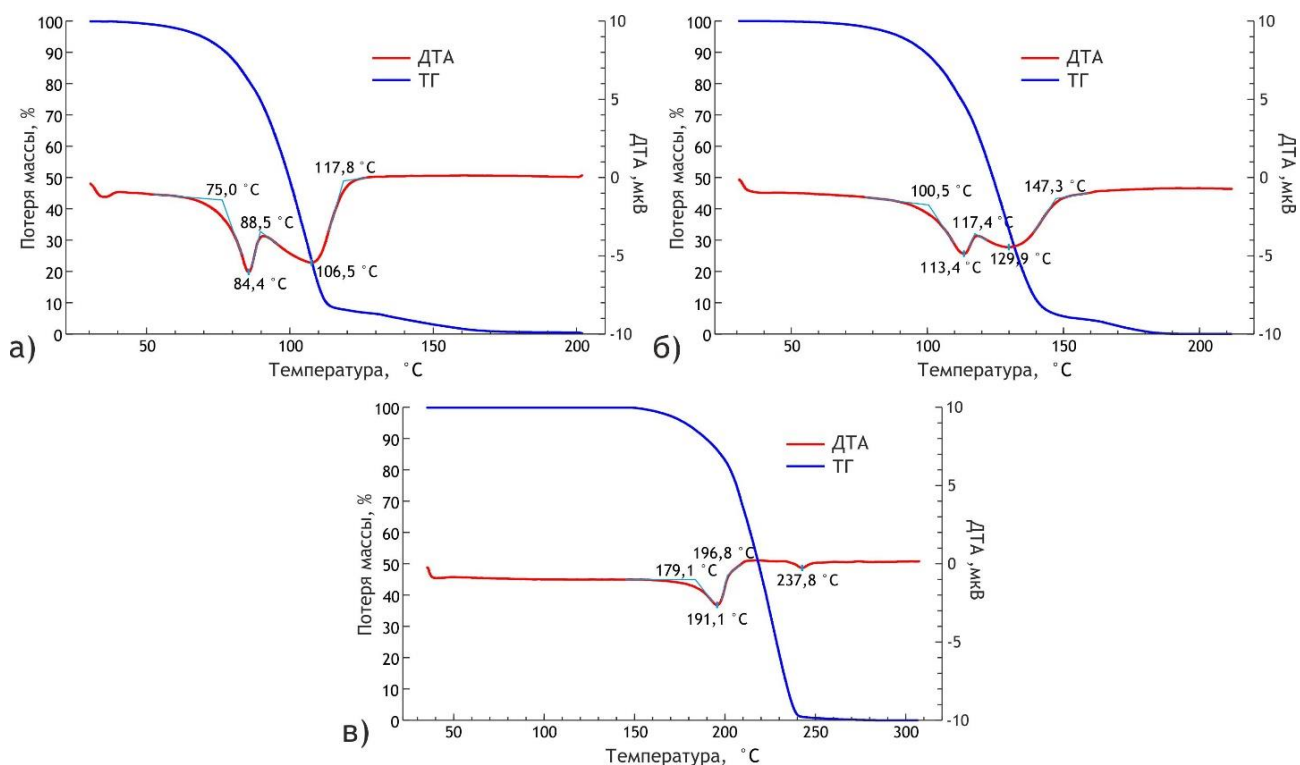 100
90
80
70
60
50
40
30
20
10
0
Потеря массы, %
10
5
0
-5
-10
ДТА ,мкВ
ДТА
ТГ
75,0 °C
117,8 °C
88,5 °C
84,4 °C
106,5 °C
50
100
150
200
Температура, °C
а)
100
90
80
70
60
50
40
30
20
10
0
Потеря массы, %
10
5
0
-5
-10
ДТА ,мкВ
ДТА
ТГ
100,5 °C
147,3 °C
117,4 °C
113,4 °C
129,9 °C
50
100
150
200
Температура, °C
б)
100
90
80
70
60
50
40
30
20
10
0
Потеря массы, %
10
5
0
-5
-10
ДТА ,мкВ
ДТА
ТГ
196,8 °C
179,1 °C
237,8 °C
191,1 °C
50
100
150
200
250
300
Температура, °C
в)